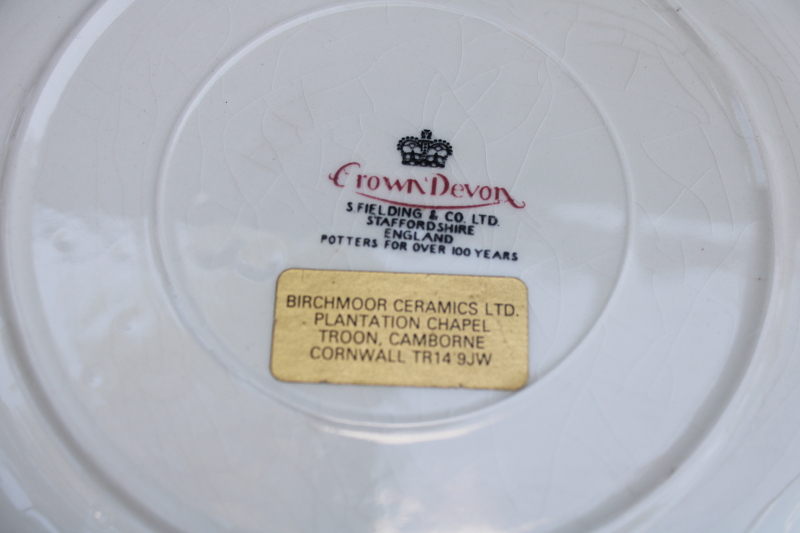 Crown Devon
S FIELDING & CO. LTD.
STAFFORDSHIRE
ENGLAND
POTTERS FOR OVER 100 YEARS
BIRCHMOOR CERAMICS LTD.
PLANTATION CHAPEL
TROON, CAMBORNE
CORNWALL TR14 9JW